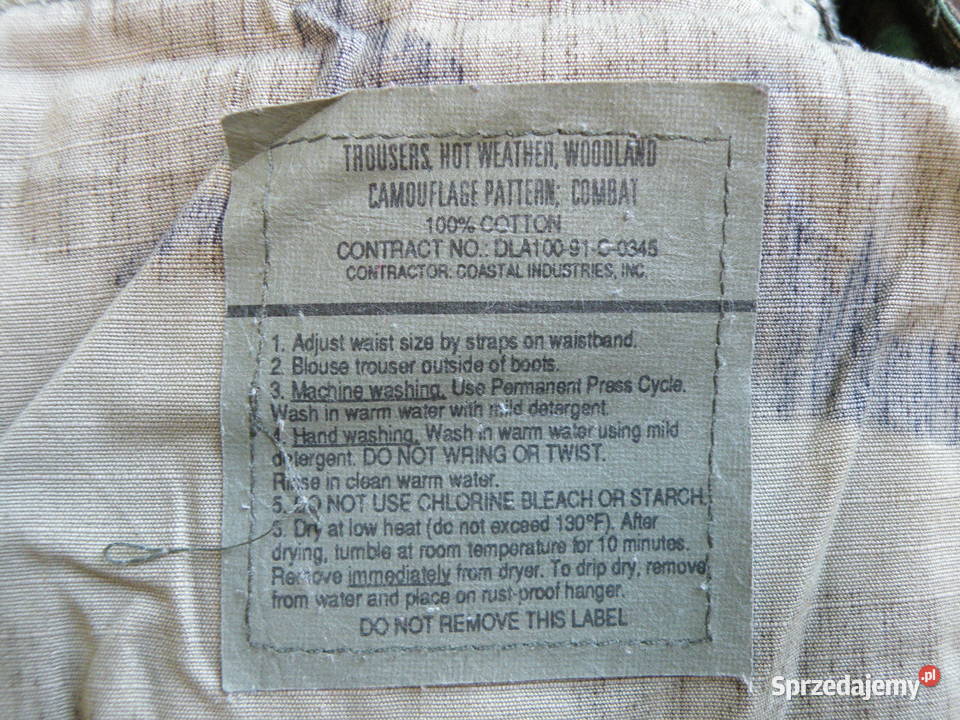 TROUSERS, HOT WEATHER, WOODLAND
CAMOUFLAGE PATTERN; COMBAT
100% COTTON
CONTRACT NO.: DLA100-91-C-0345
CONTRACTOR: COASTAL INDUSTRIES, INC.
1. Adjust waist size by straps on waistband.
2. Blouse trouser outside of boots.
3. Machine washing. Use Permanent Press Cycle.
Wash in warm water with mild detergent.
4. Hand washing. Wash in warm water using mild
detergent. DO NOT WRING OR TWIST.
Rinse in clean warm water.
5. DO NOT USE CHLORINE BLEACH OR STARCH.
5. Dry at low heat (do not exceed 130°F). After
drying, tumble at room temperature for 10 minutes.
Remove immediately from dryer. To drip dry, remove
from water and place on rust-proof hanger.
DO NOT REMOVE THIS LABEL
Sprzedajemy.pl